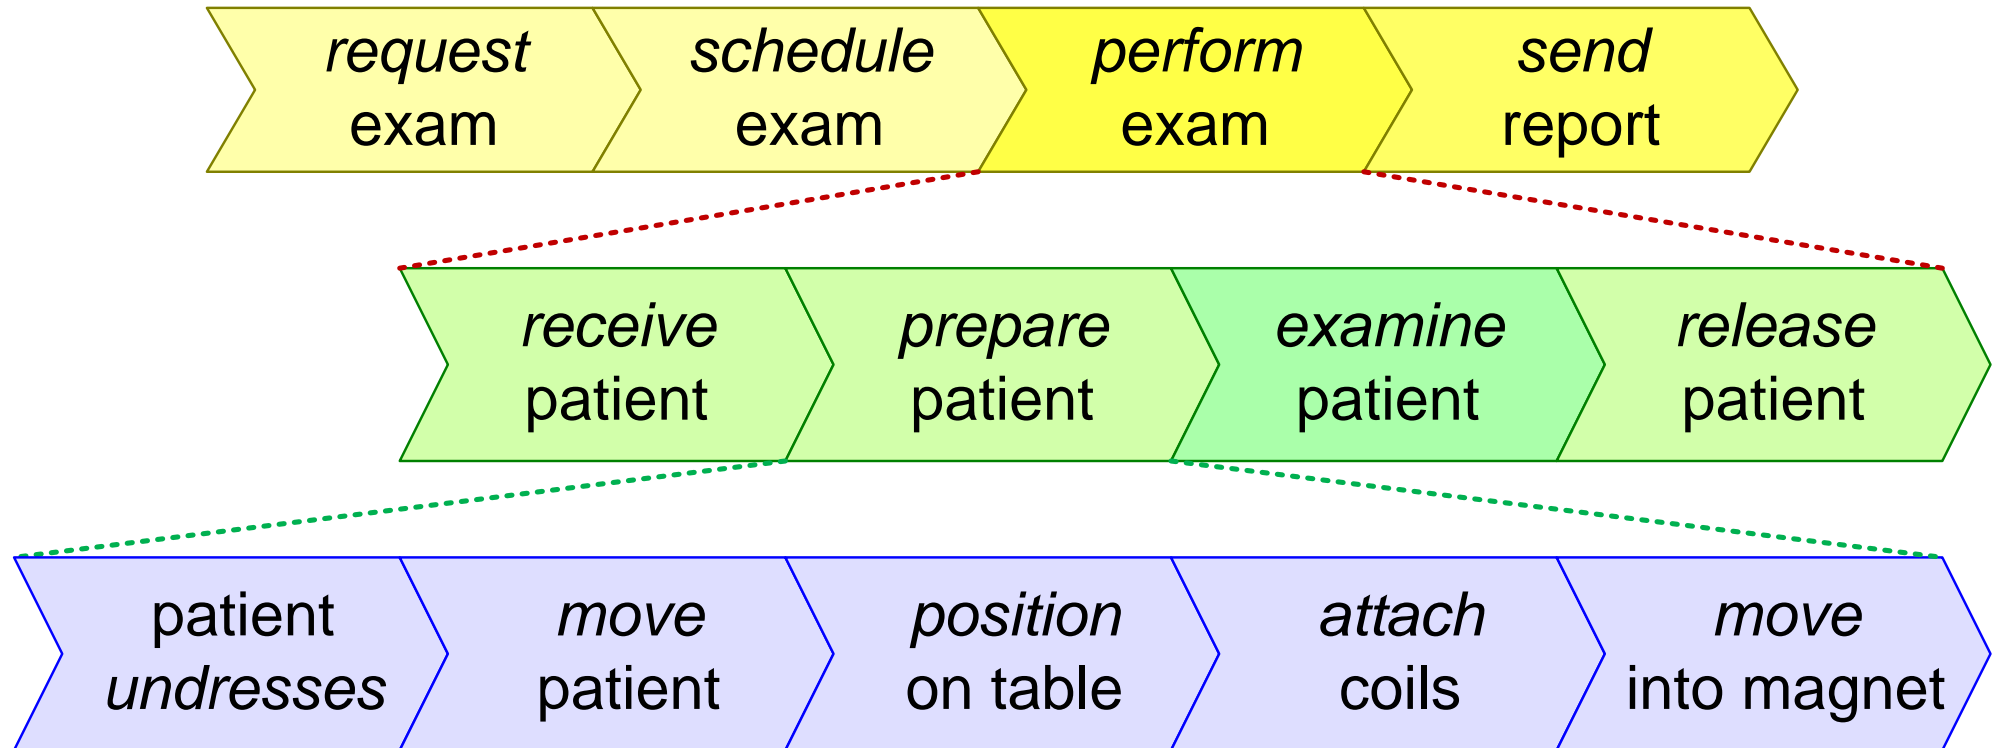 request
exam
schedule
exam
perform
exam
send
report
receive
patient
prepare
patient
examine
patient
release
patient
patient
undresses
move
patient
position
on table
attach
coils
move
into magnet